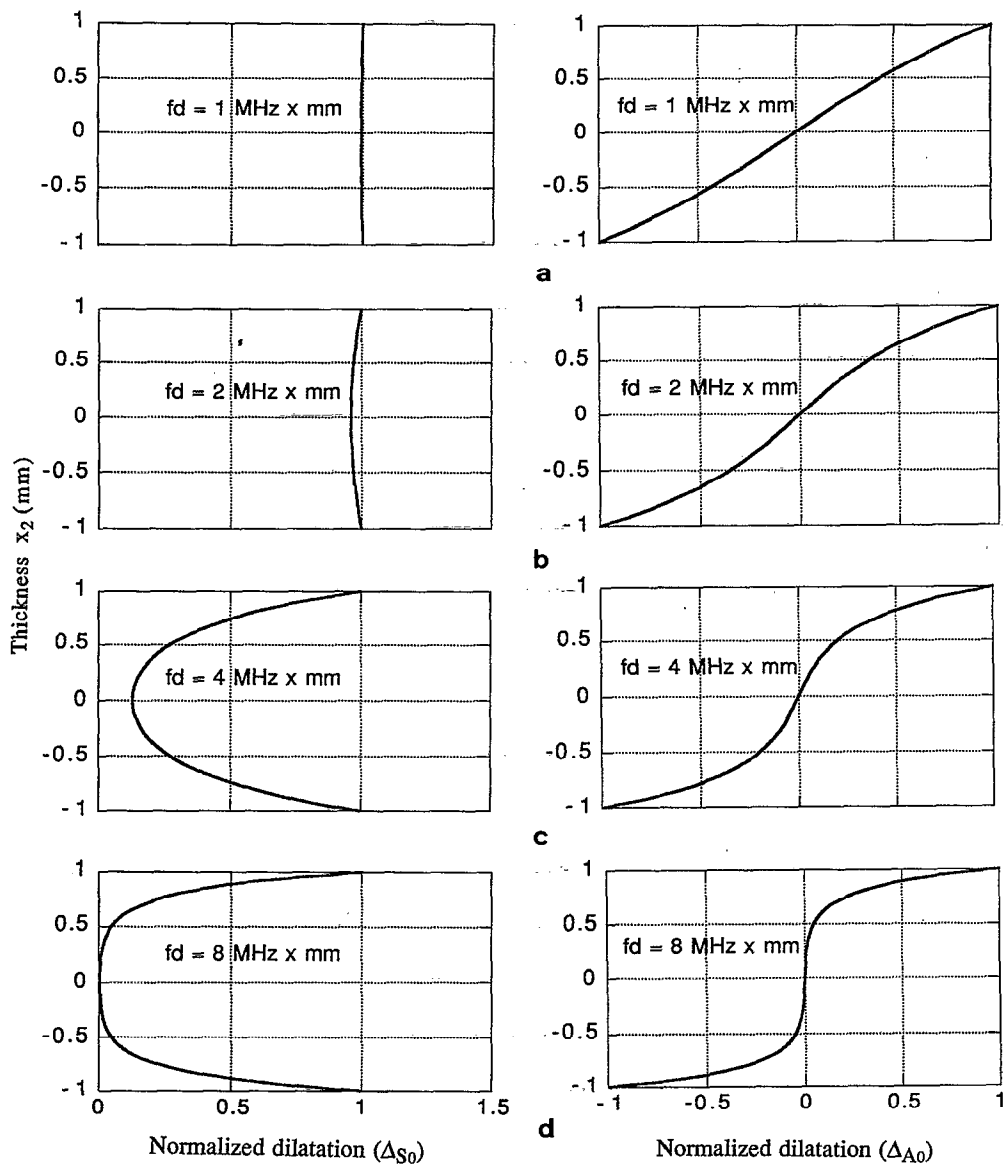 1
0.5
0
-0.5
-1
fd = 1 MHz x mm
1
0.5
0
-0.5
-1
fd = 1 MHz x mm
a
1
0.5
0
-0.5
-1
fd = 2 MHz x mm
1
0.5
0
-0.5
-1
fd = 2 MHz x mm
b
Thickness x2 (mm)
1
0.5
0
-0.5
-1
fd = 4 MHz x mm
1
0.5
0
-0.5
-1
fd = 4 MHz x mm
c
1
0.5
0
-0.5
-1
fd = 8 MHz x mm
0 0.5 1 1.5
1
0.5
0
-0.5
-1
fd = 8 MHz x mm
-1 -0.5 0 0.5 1
d
Normalized dilatation (ΔS0)
Normalized dilatation (ΔA0)